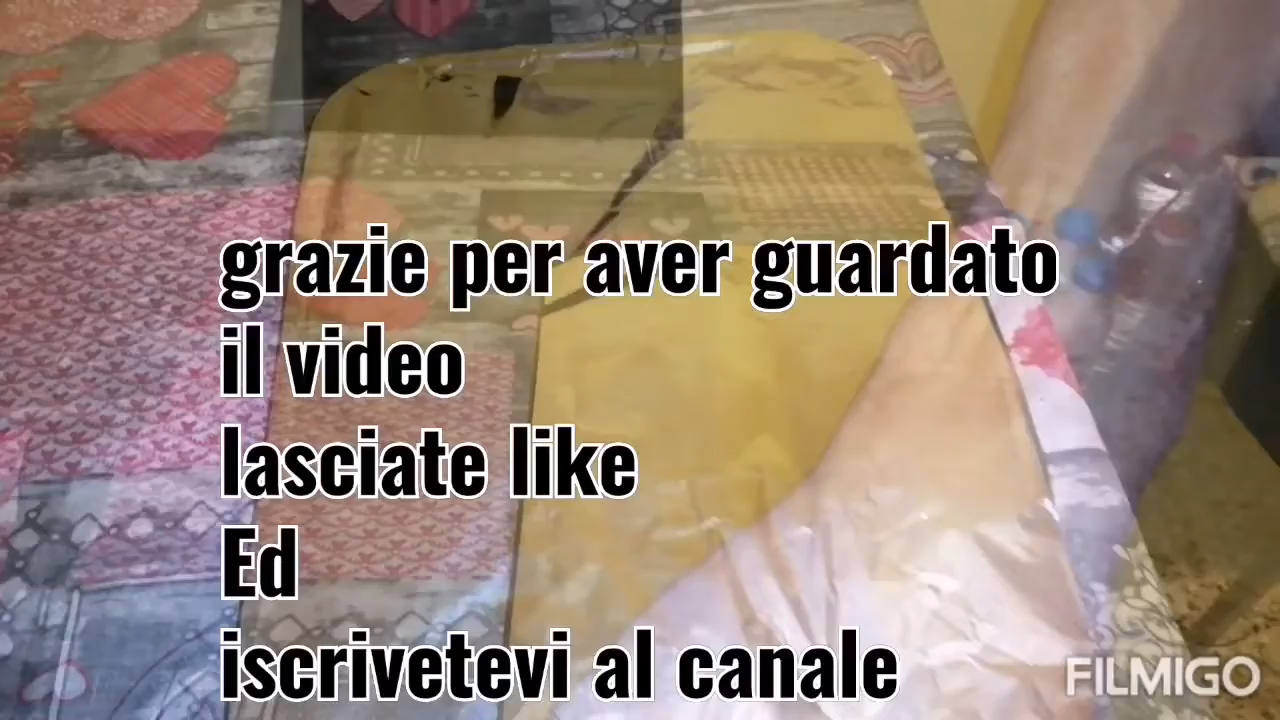 grazie per aver guardato
il video
lasciate like
Ed
iscrivetevi al canale
FILMIGO